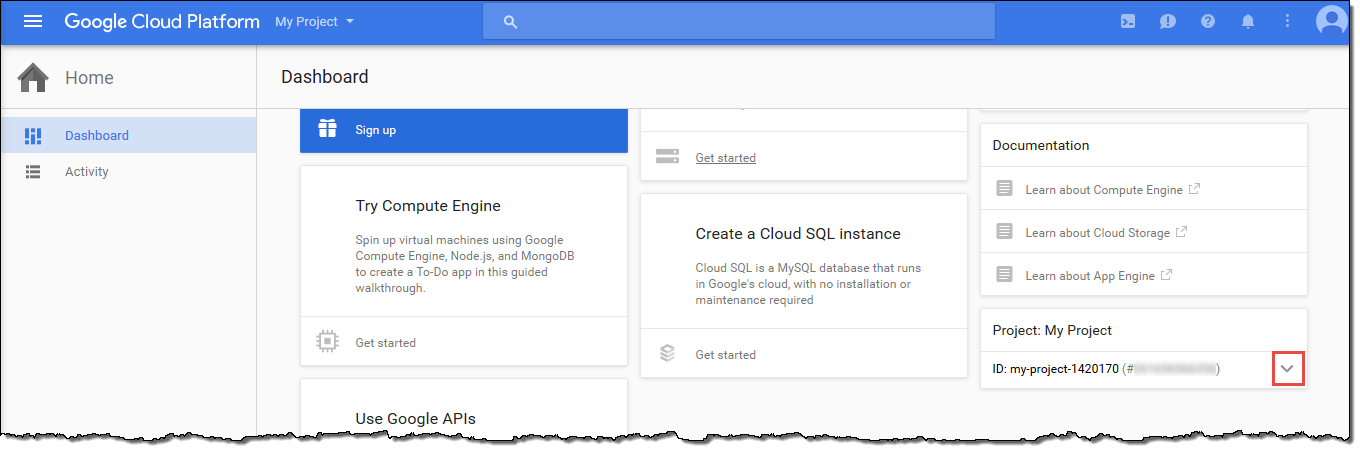 Google Cloud Platform
My Project
Home
Dashboard
Dashboard
Activity
Sign up
Try Compute Engine
Spin up virtual machines using Google
Compute Engine, Node.js, and MongoDB
to create a To-Do app in this guided
walkthrough.
Get started
Use Google APIs
Get started
Create a Cloud SQL instance
Cloud SQL is a MySQL database that runs
in Google's cloud, with no installation or
maintenance required
Get started
Documentation
Learn about Compute Engine
Learn about Cloud Storage
Learn about App Engine
Project: My Project
ID: my-project-1420170 (#)